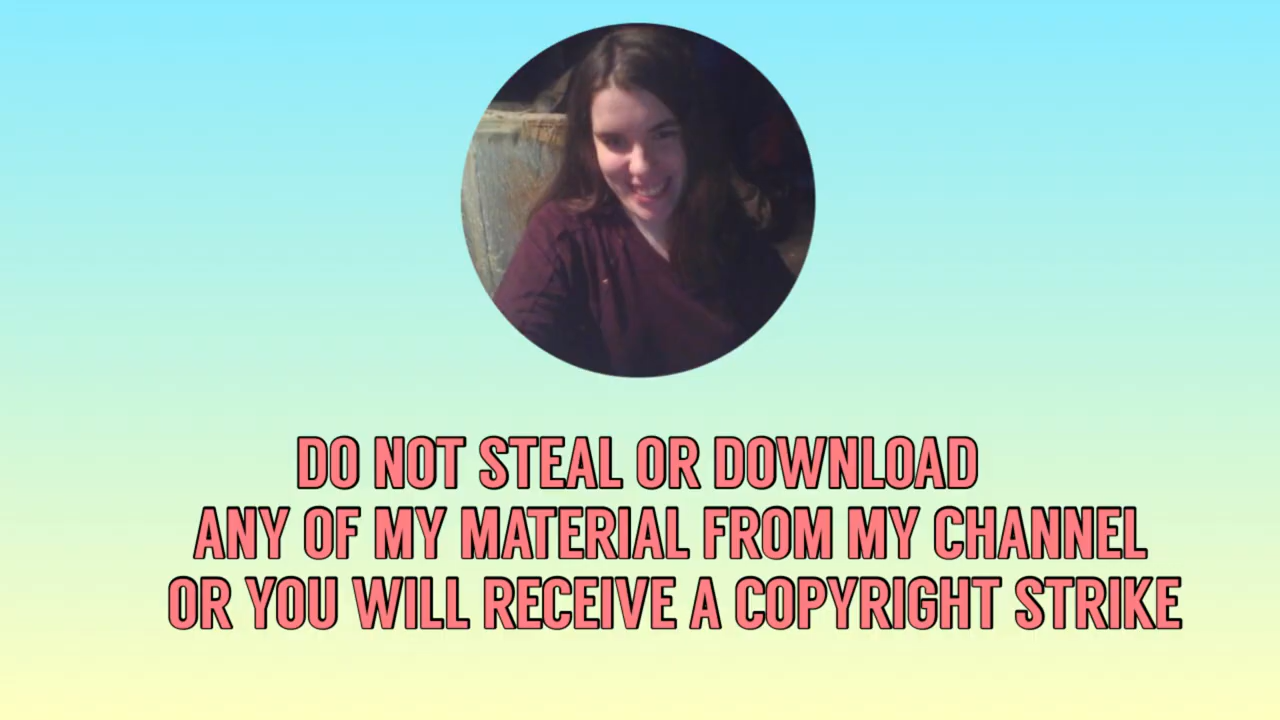 DO NOT STEAL OR DOWNLOAD
ANY OF MY MATERIAL FROM MY CHANNEL
OR YOU WILL RECEIVE A COPYRIGHT STRIKE